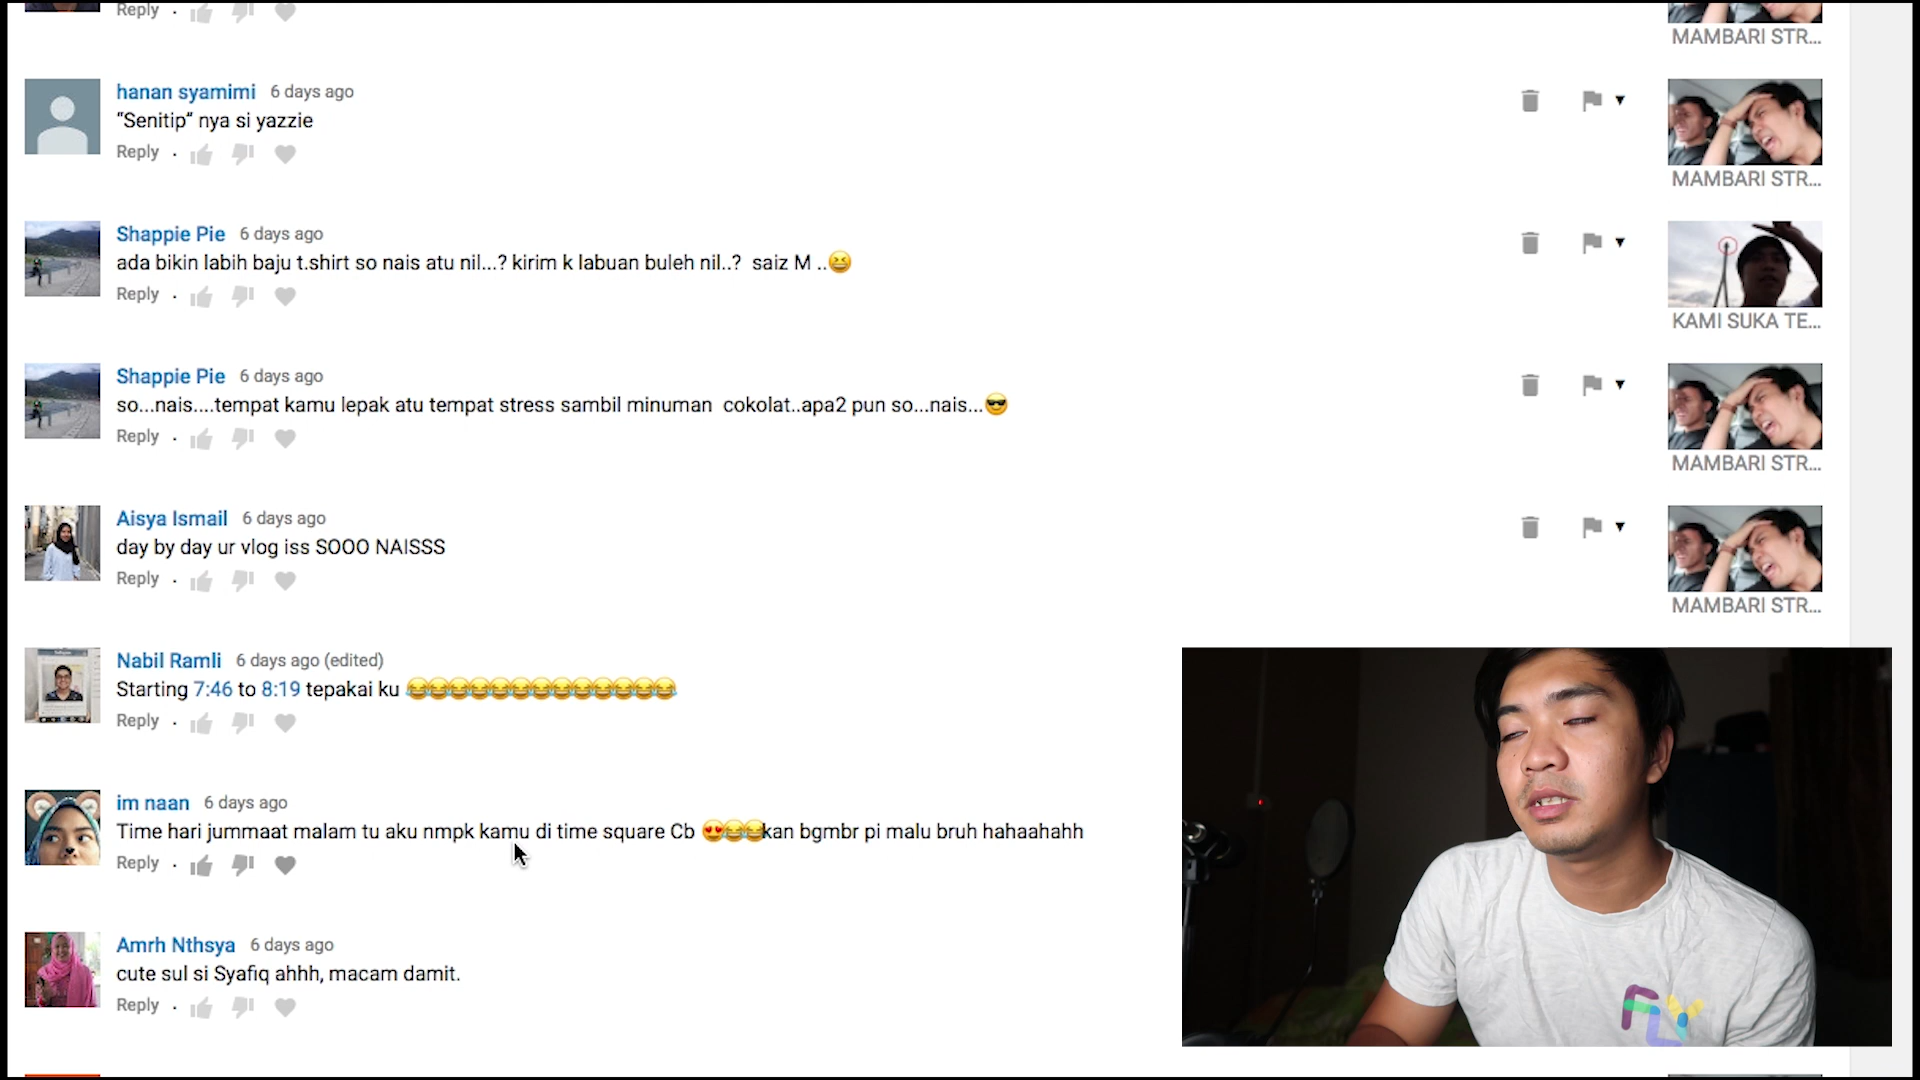 Reply ·
MAMBARI STR...
hanan syamimi 6 days ago
“Senitip” nya si yazzie
Reply ·
MAMBARI STR...
Shappie Pie 6 days ago
ada bikin labih baju t.shirt so nais atu nil...? kirim k labuan buleh nil..? saiz M ..😆
Reply ·
KAMI SUKA TE...
Shappie Pie 6 days ago
so...nais....tempat kamu lepak atu tempat stress sambil minuman cokolat..apa2 pun so...nais...😎
Reply ·
MAMBARI STR...
Aisya Ismail 6 days ago
day by day ur vlog iss SOOO NAISSS
Reply ·
MAMBARI STR...
Nabil Ramli 6 days ago (edited)
Starting 7:46 to 8:19 tepakai ku 😂😂😂😂😂😂😂😂😂😂😂😂😂
Reply ·
im naan 6 days ago
Time hari jummaat malam tu aku nmpk kamu di time square Cb 😍😂😂kan bgmbr pi malu bruh hahaahahh
Reply ·
Amrh Nthsya 6 days ago
cute sul si Syafiq ahhh, macam damit.
Reply ·
FLY